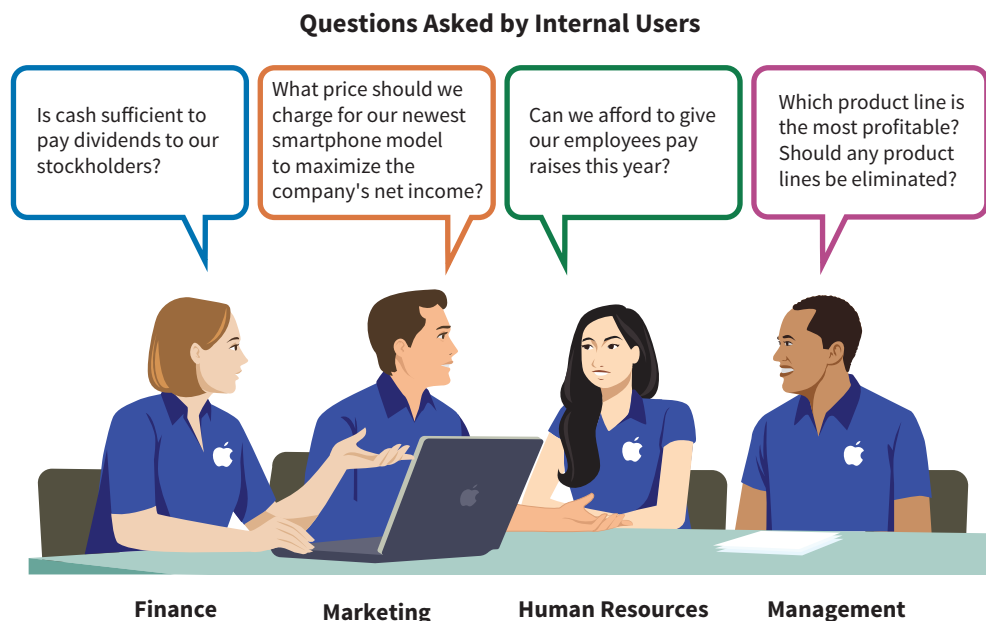 Questions Asked by Internal Users
Is cash sufficient to
pay dividends to our
stockholders?
What price should we
charge for our newest
smartphone model
to maximize the
company's net income?
Can we afford to give
our employees pay
raises this year?
Which product line is
the most profitable?
Should any product
lines be eliminated?
Finance
Marketing
Human Resources
Management